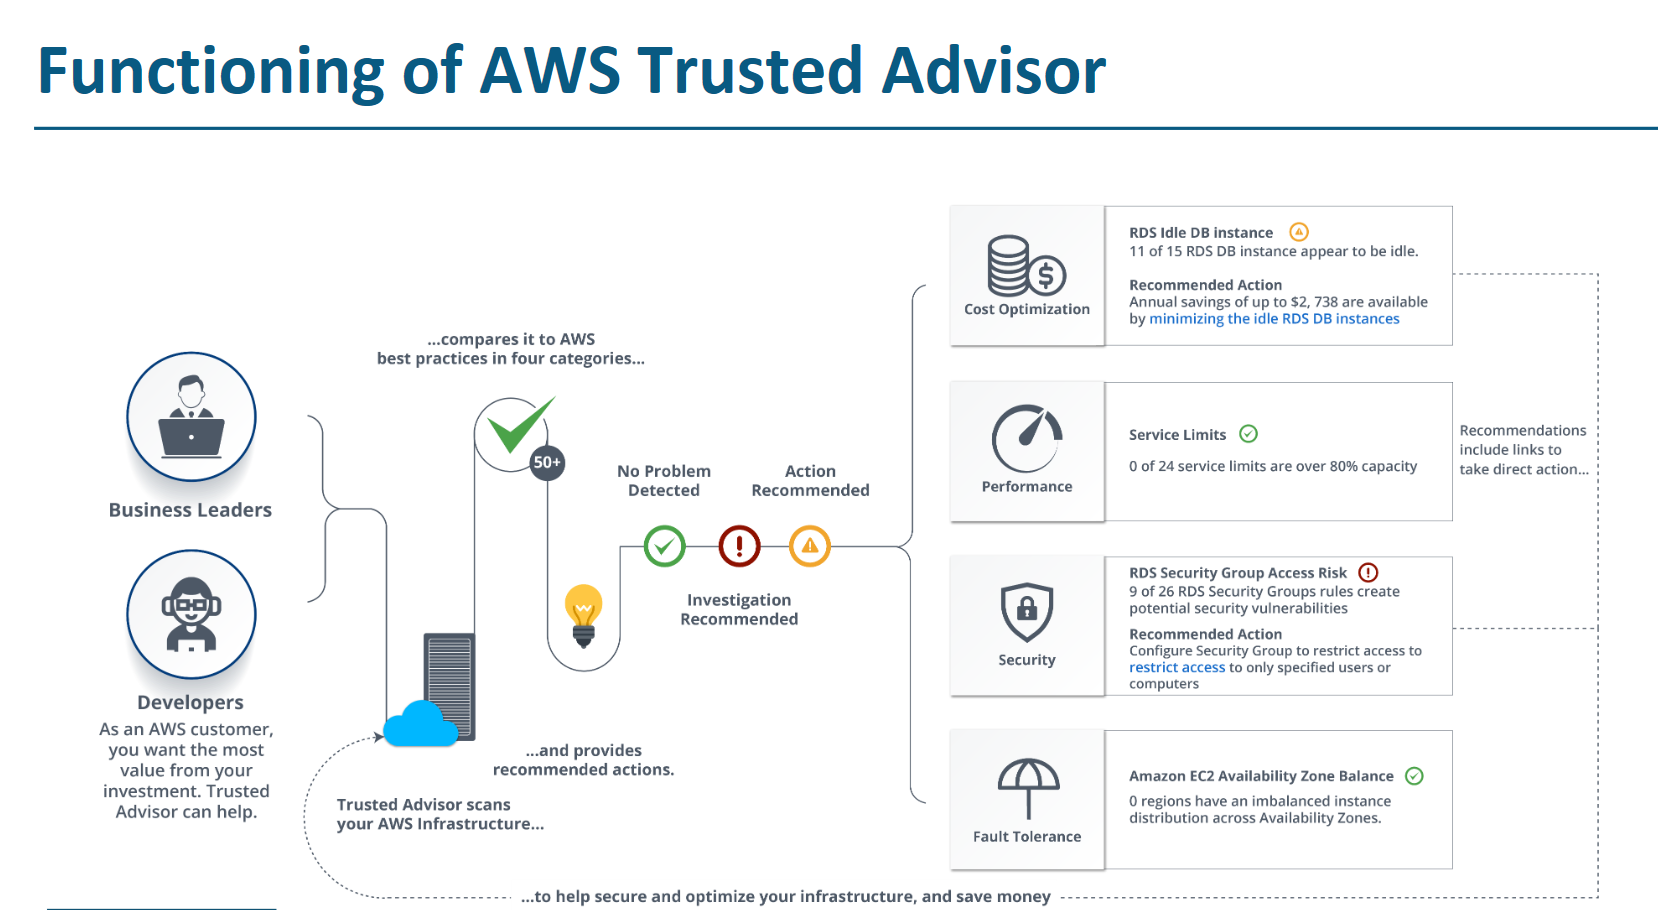 Functioning of AWS Trusted Advisor
Business Leaders
Developers
As an AWS customer,
you want the most
value from your
investment. Trusted
Advisor can help.
Trusted Advisor scans
your AWS Infrastructure...
...compares it to AWS
best practices in four categories...
50+
...and provides
recommended actions.
No Problem
Detected
Investigation
Recommended
Action
Recommended
Cost Optimization
RDS Idle DB instance
11 of 15 RDS DB instance appear to be idle.
Recommended Action
Annual savings of up to $2, 738 are available
by minimizing the idle RDS DB instances
Performance
Service Limits
0 of 24 service limits are over 80% capacity
Security
RDS Security Group Access Risk
9 of 26 RDS Security Groups rules create
potential security vulnerabilities
Recommended Action
Configure Security Group to restrict access to
restrict access to only specified users or
computers
Fault Tolerance
Amazon EC2 Availability Zone Balance
0 regions have an imbalanced instance
distribution across Availability Zones.
Recommendations
include links to
take direct action...
...to help secure and optimize your infrastructure, and save money